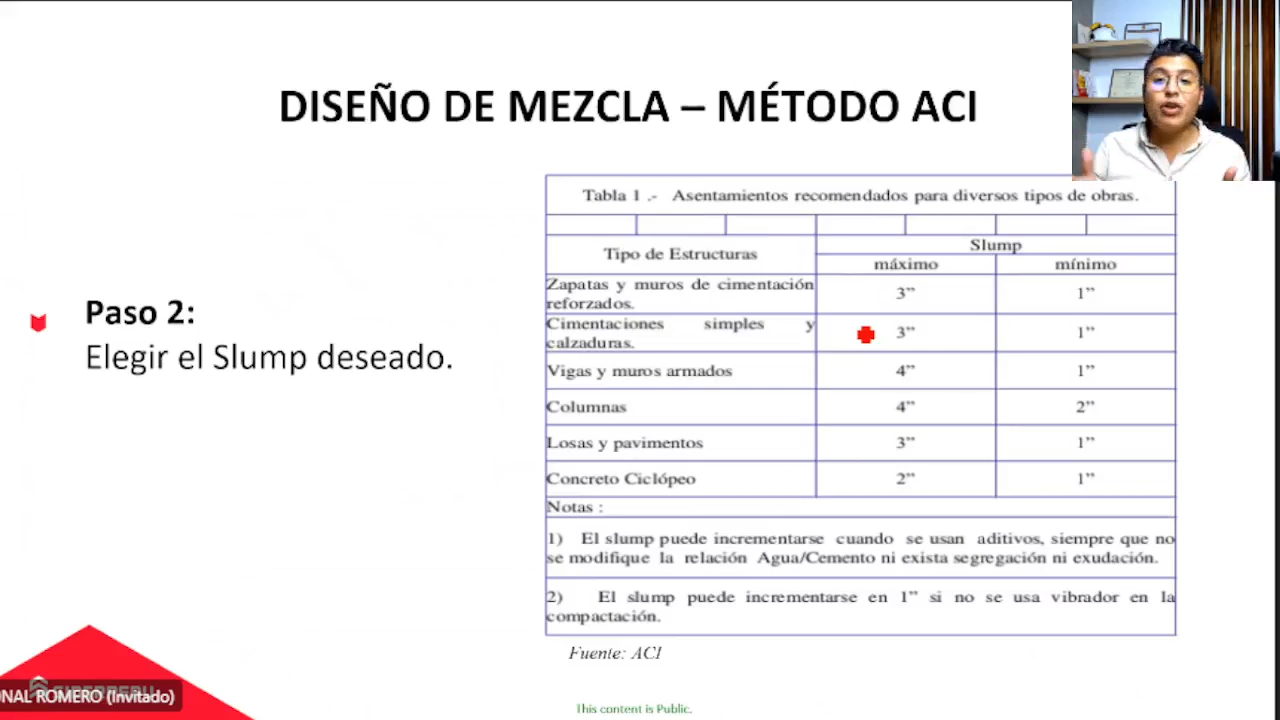 DISEÑO DE MEZCLA – MÉTODO ACI
Paso 2:
Elegir el Slump deseado.
Tabla 1 .- Asentamientos recomendados para diversos tipos de obras.
Tipo de Estructuras
Slump
máximo
mínimo
Zapatas y muros de cimentación
reforzados.
3”
1”
Cimentaciones simples y
calzaduras.
3”
1”
Vigas y muros armados
4”
1”
Columnas
4”
2”
Losas y pavimentos
3”
1”
Concreto Ciclópeo
2”
1”
Notas :
1) El slump puede incrementarse cuando se usan aditivos, siempre que no
se modifique la relación Agua/Cemento ni exista segregación ni exudación.
2) El slump puede incrementarse en 1” si no se usa vibrador en la
compactación.
Fuente: ACI
ONAL ROMERO (Invitado)
This content is Public.